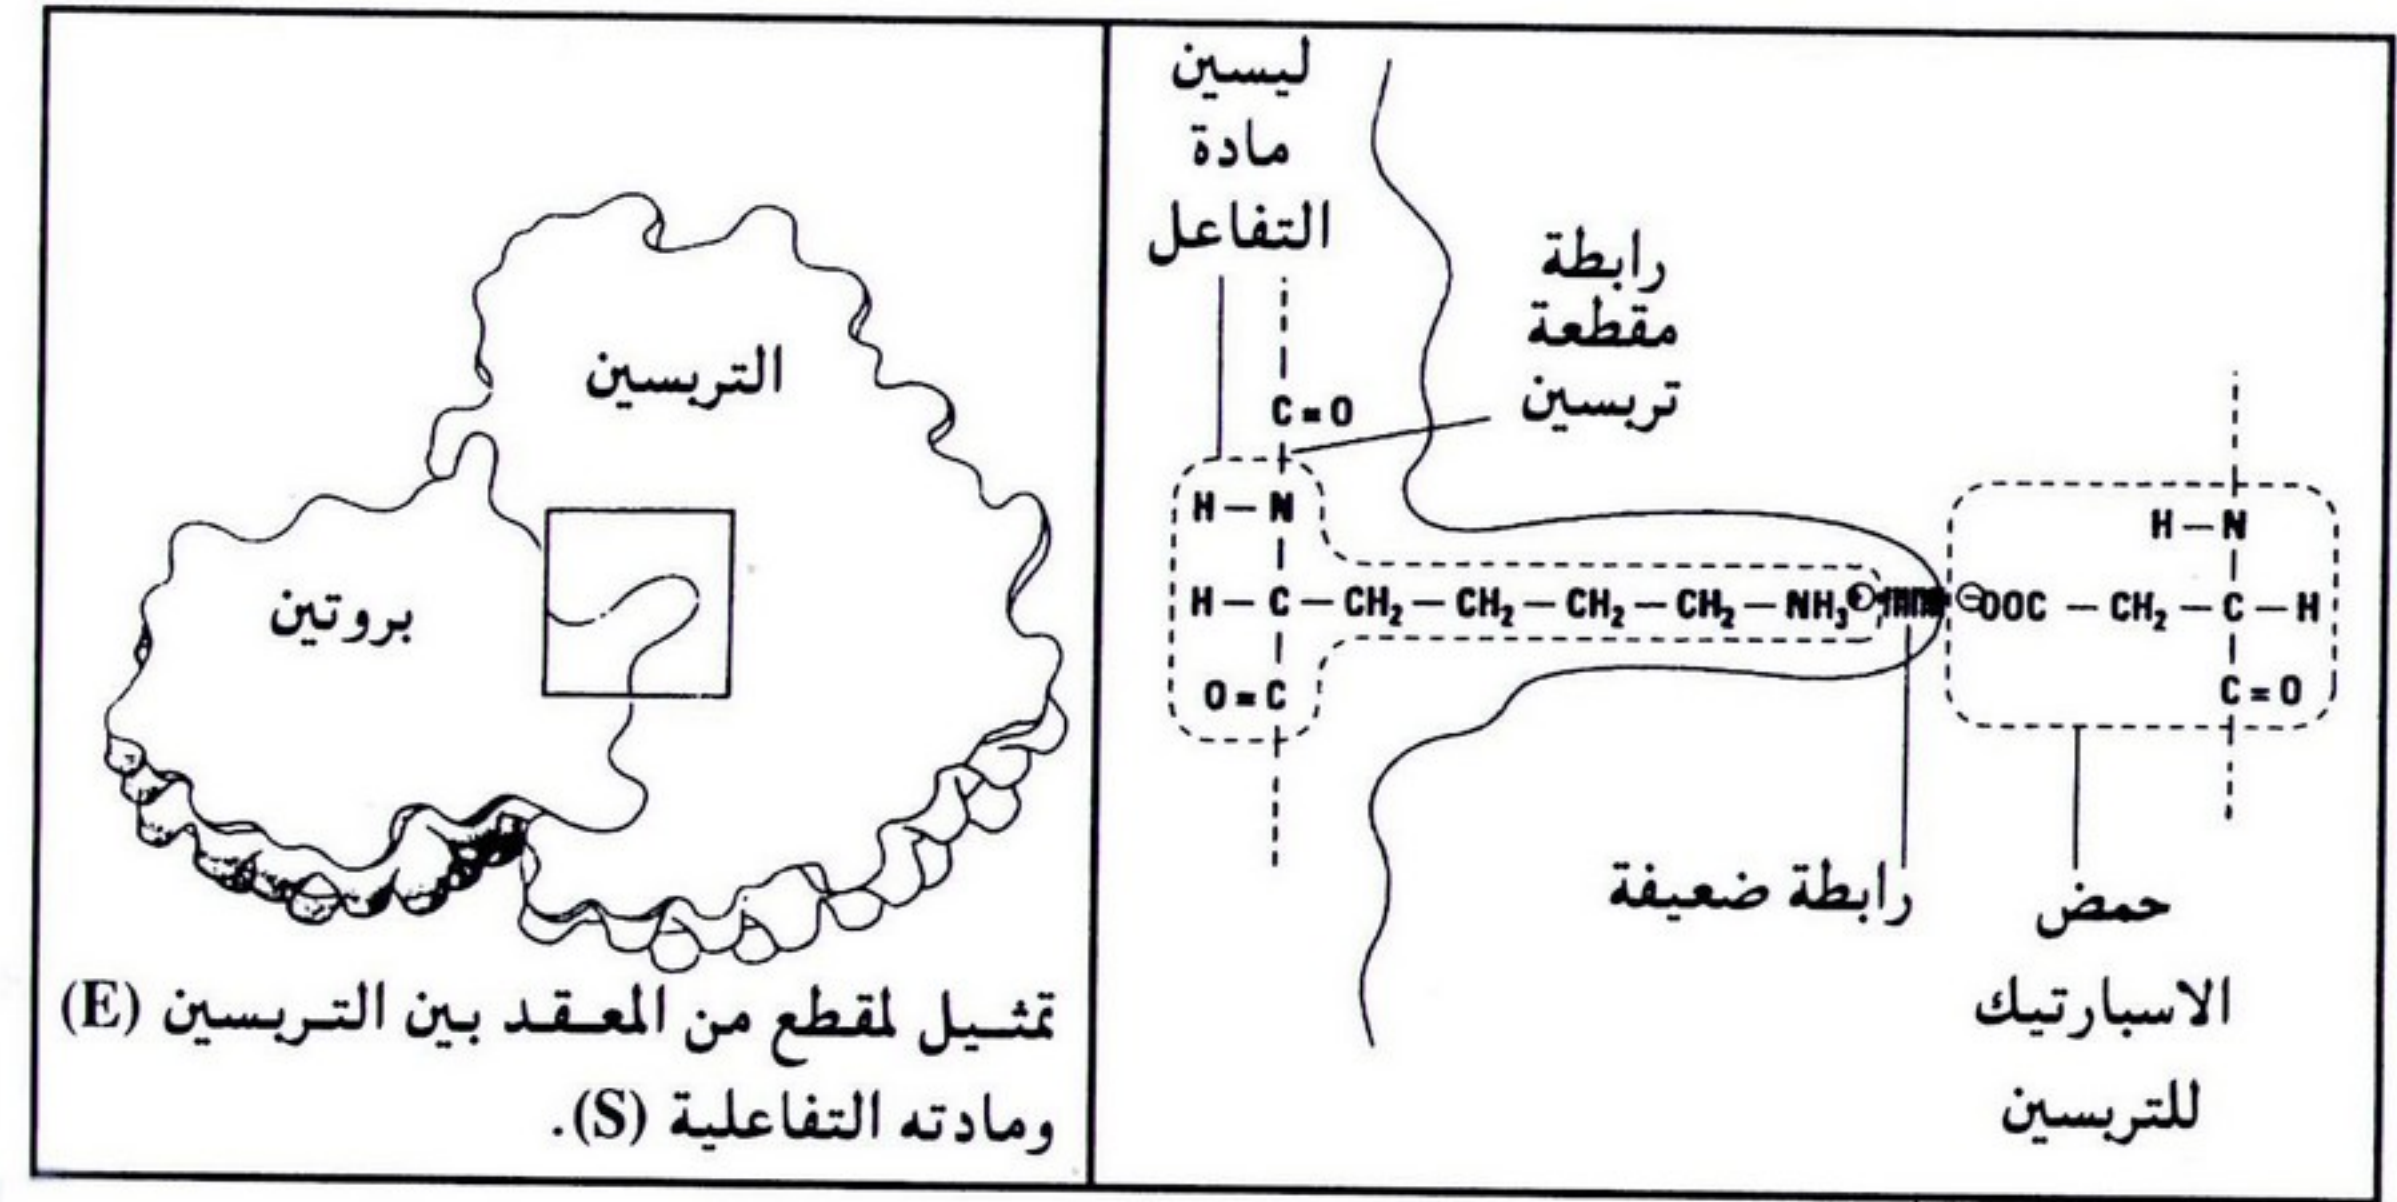 ليسين
مادة
التفاعل
رابطة
مقطعة
تربسين
C=O
H—N
H—C—CH₂—CH₂—CH₂—CH₂—NH₃⊕
O=C
H—N
⊖OOC—CH₂—C—H
C=O
رابطة ضعيفة
حمض
الاسبارتيك
للتربسين
التربسين
بروتين
تمثيل لمقطع من المعقد بين التربسين (E)
ومادته التفاعلية (S).